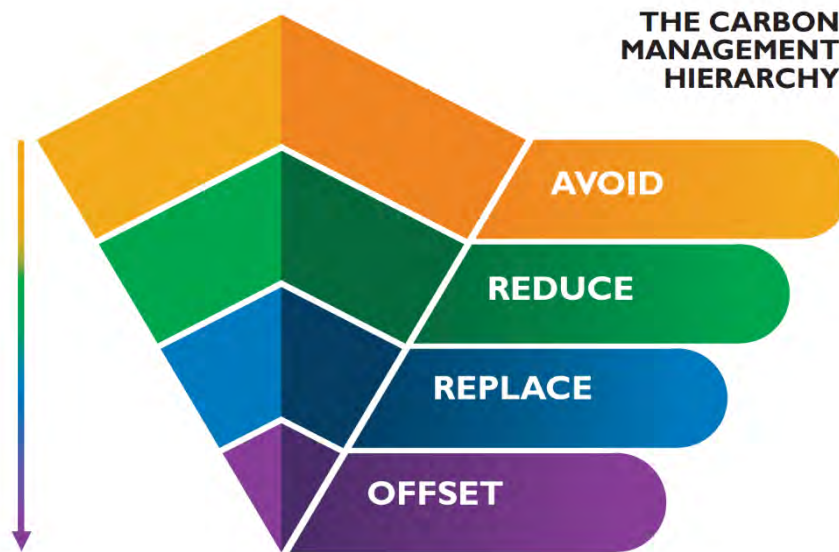 THE CARBON
MANAGEMENT
HIERARCHY
AVOID
REDUCE
REPLACE
OFFSET